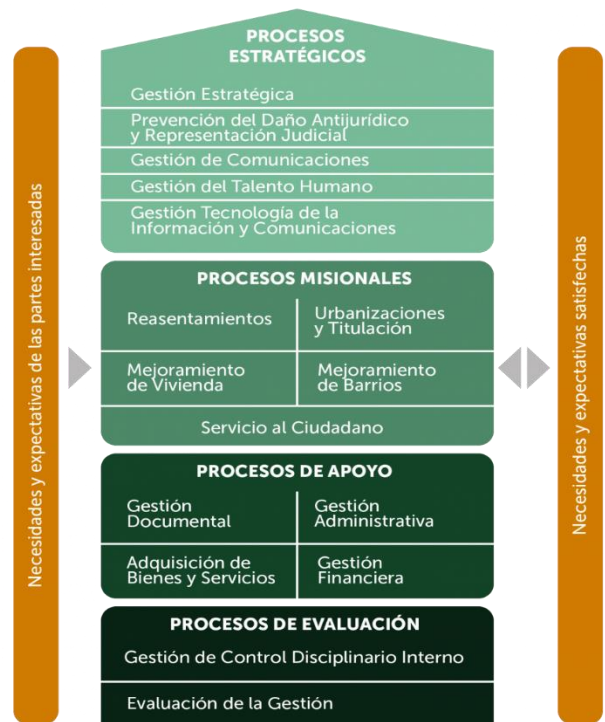 Necesidades y expectativas de las partes interesadas
PROCESOS
ESTRATÉGICOS
Gestión Estratégica
Prevención del Daño Antijurídico
y Representación Judicial
Gestión de Comunicaciones
Gestión del Talento Humano
Gestión Tecnología de la
Información y Comunicaciones
PROCESOS MISIONALES
Reasentamientos
Urbanizaciones
y Titulación
Mejoramiento
de Vivienda
Mejoramiento
de Barrios
Servicio al Ciudadano
PROCESOS DE APOYO
Gestión
Documental
Gestión
Administrativa
Adquisición de
Bienes y Servicios
Gestión
Financiera
PROCESOS DE EVALUACIÓN
Gestión de Control Disciplinario Interno
Evaluación de la Gestión
Necesidades y expectativas satisfechas